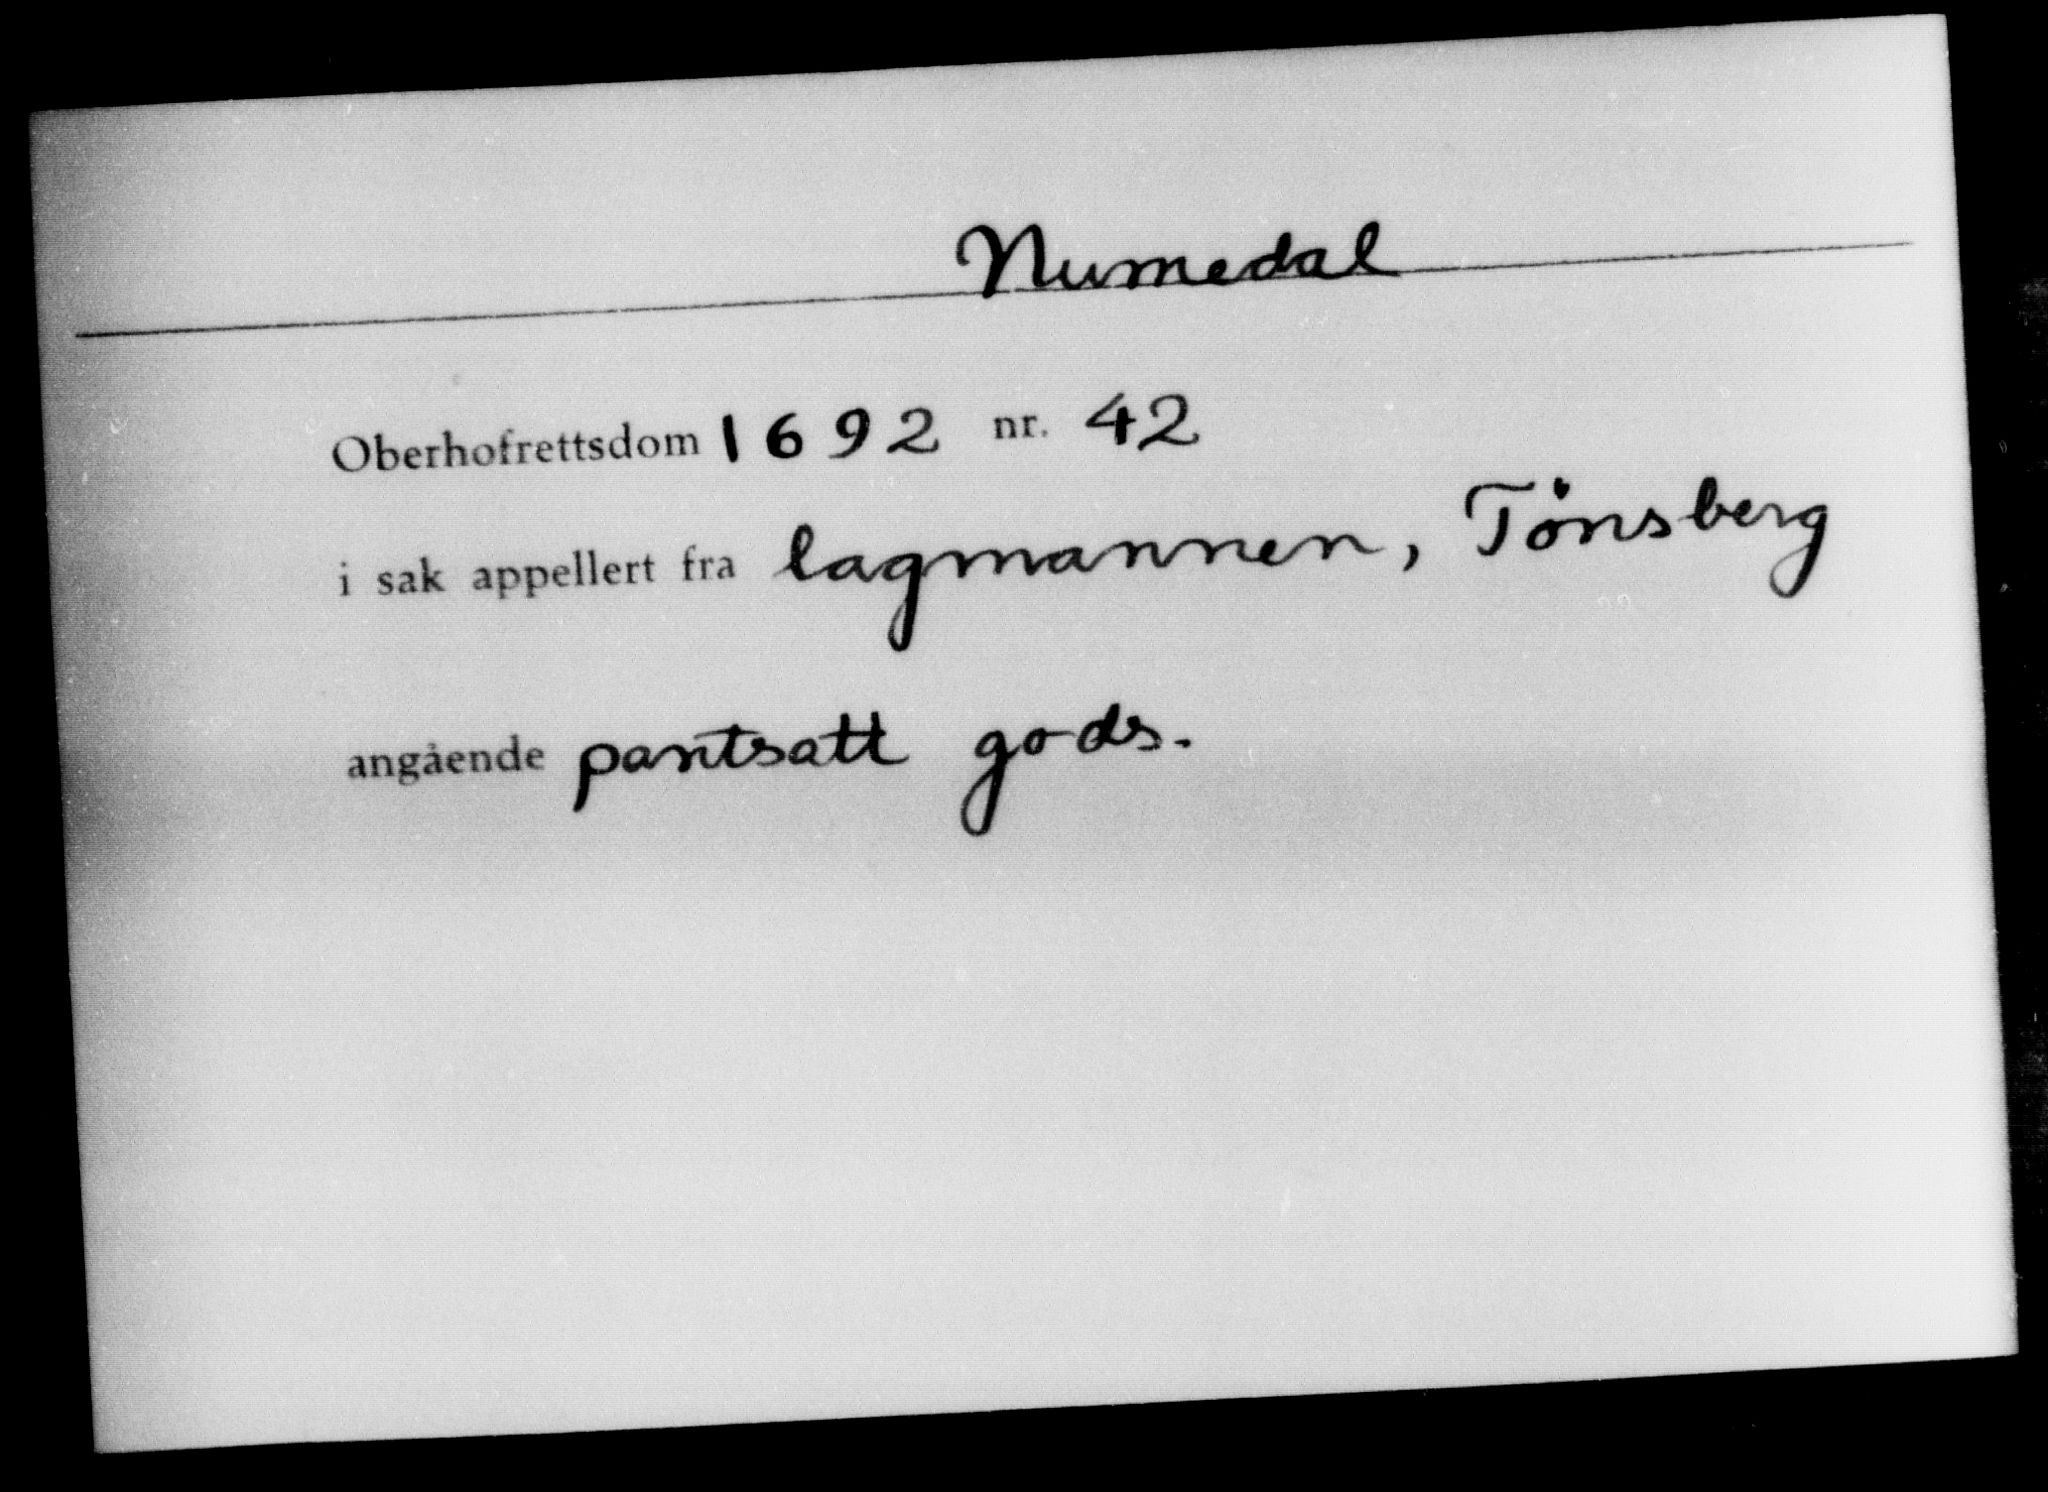 Numedal
Oberhofrettsdom 1692 nr. 42
i sak appellert fra lagmannen, Tönsberg
angående pantsatt gods.